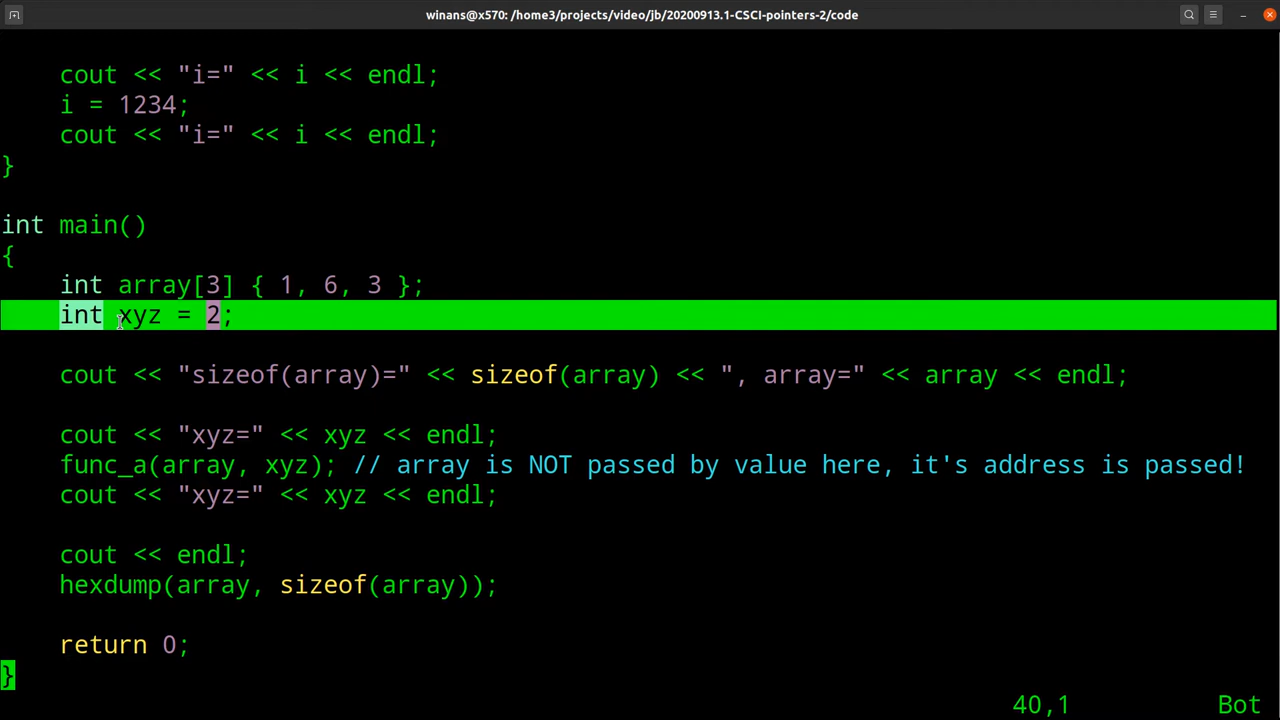 winans@x570: /home3/projects/video/jb/20200913.1-CSCI-pointers-2/code
cout << "i=" << i << endl;
i = 1234;
cout << "i=" << i << endl;
}
int main()
{
int array[3] { 1, 6, 3 };
int xyz = 2;
cout << "sizeof(array)=" << sizeof(array) << ", array=" << array << endl;
cout << "xyz=" << xyz << endl;
func_a(array, xyz); // array is NOT passed by value here, it's address is passed!
cout << "xyz=" << xyz << endl;
cout << endl;
hexdump(array, sizeof(array));
return 0;
}
40,1 Bot